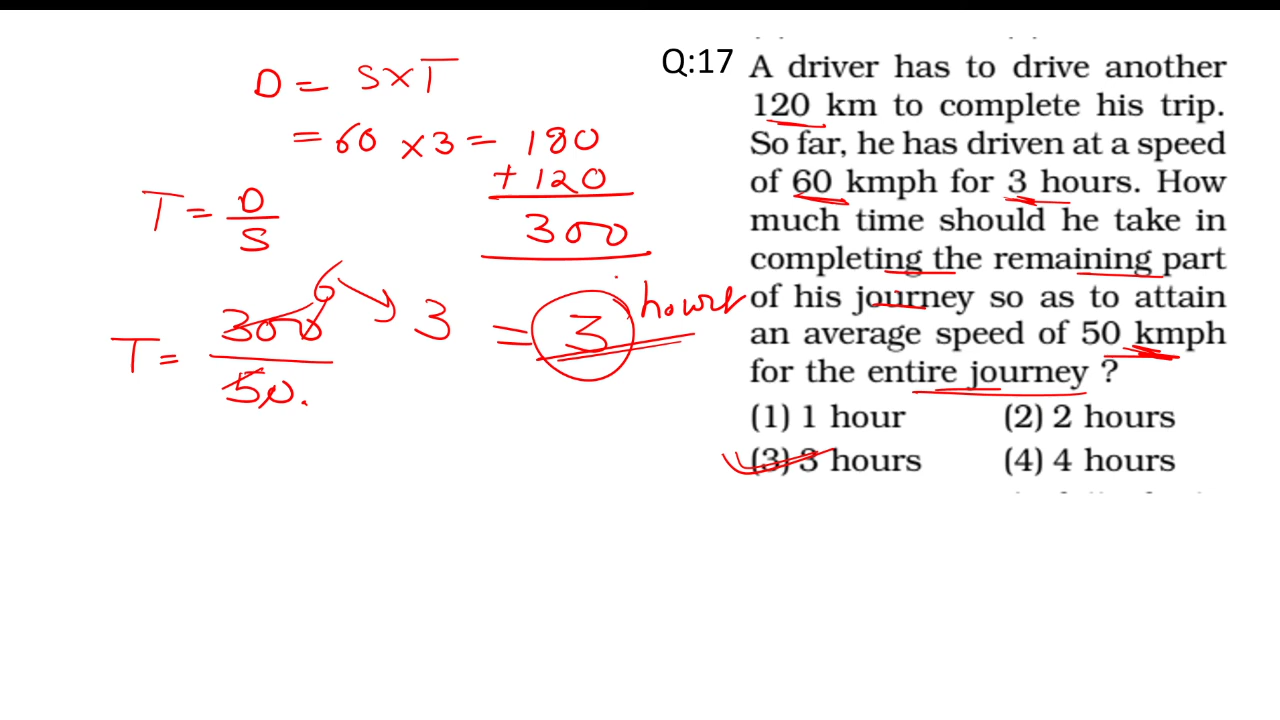 D = S×T
= 60 × 3 = 180
+ 120
300
T = D/S
T = 300/50 6 → 3 = 3 hours
Q:17
A driver has to drive another
120 km to complete his trip.
So far, he has driven at a speed
of 60 kmph for 3 hours. How
much time should he take in
completing the remaining part
of his journey so as to attain
an average speed of 50 kmph
for the entire journey ?
(1) 1 hour (2) 2 hours
(3) 3 hours (4) 4 hours